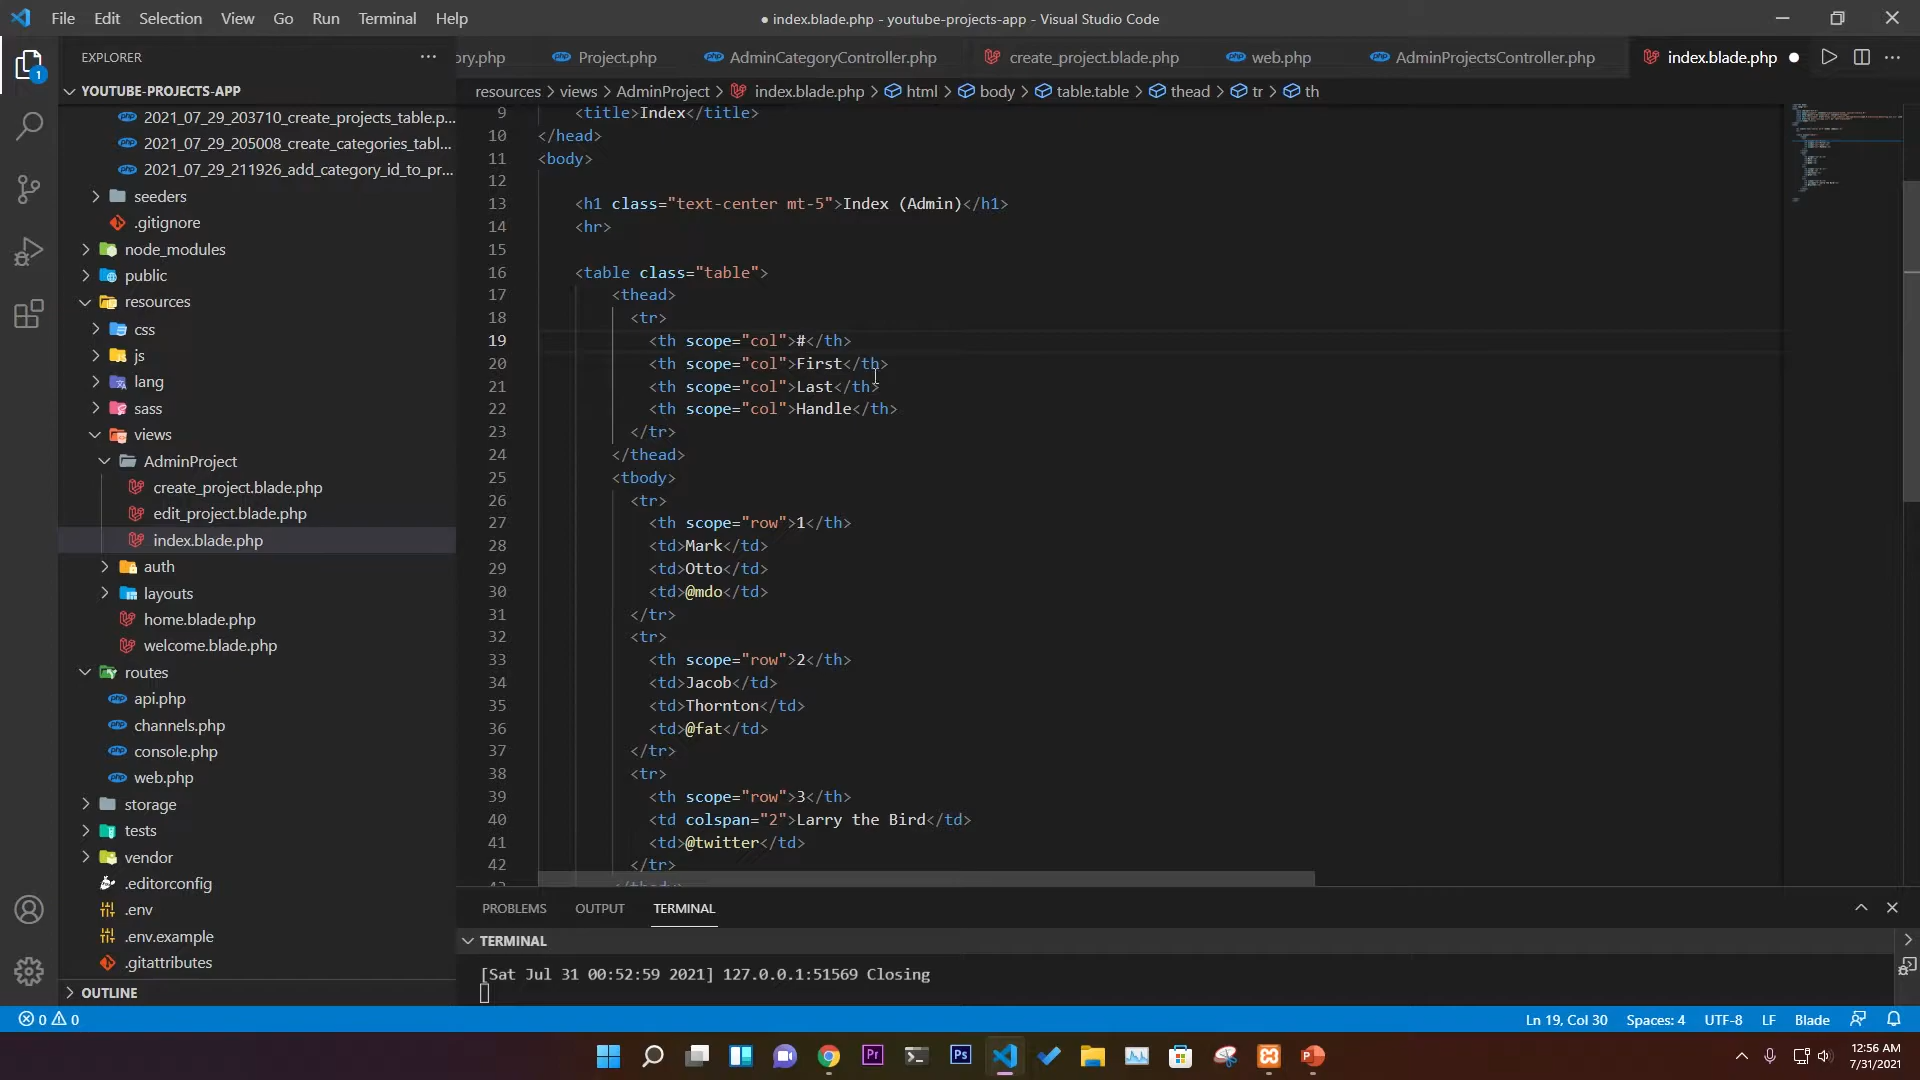 File Edit Selection View Go Run Terminal Help
● index.blade.php - youtube-projects-app - Visual Studio Code
EXPLORER
ory.php Project.php AdminCategoryController.php create_project.blade.php web.php AdminProjectsController.php index.blade.php
1
YOUTUBE-PROJECTS-APP
resources > views > AdminProject > index.blade.php > html > body > table.table > thead > tr > th
2021_07_29_203710_create_projects_table.p...
2021_07_29_205008_create_categories_tabl...
2021_07_29_211926_add_category_id_to_pr...
seeders
.gitignore
node_modules
public
resources
css
js
lang
sass
views
AdminProject
create_project.blade.php
edit_project.blade.php
index.blade.php
auth
layouts
home.blade.php
welcome.blade.php
routes
api.php
channels.php
console.php
web.php
storage
tests
vendor
.editorconfig
.env
.env.example
.gitattributes
OUTLINE
9 <title>Index</title>
10 </head>
11 <body>
12
13 <h1 class="text-center mt-5">Index (Admin)</h1>
14 <hr>
15
16 <table class="table">
17 <thead>
18 <tr>
19 <th scope="col">#</th>
20 <th scope="col">First</th>
21 <th scope="col">Last</th>
22 <th scope="col">Handle</th>
23 </tr>
24 </thead>
25 <tbody>
26 <tr>
27 <th scope="row">1</th>
28 <td>Mark</td>
29 <td>Otto</td>
30 <td>@mdo</td>
31 </tr>
32 <tr>
33 <th scope="row">2</th>
34 <td>Jacob</td>
35 <td>Thornton</td>
36 <td>@fat</td>
37 </tr>
38 <tr>
39 <th scope="row">3</th>
40 <td colspan="2">Larry the Bird</td>
41 <td>@twitter</td>
42 </tr>
PROBLEMS OUTPUT TERMINAL
TERMINAL
[Sat Jul 31 00:52:59 2021] 127.0.0.1:51569 Closing
0 0
Ln 19, Col 30 Spaces: 4 UTF-8 LF Blade
Pr Ps
12:56 AM
7/31/2021